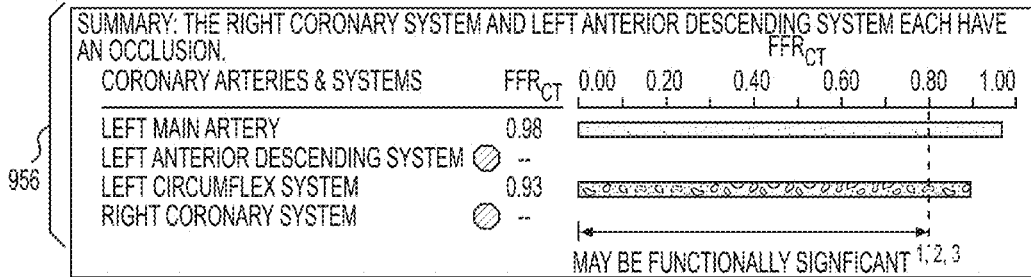 SUMMARY: THE RIGHT CORONARY SYSTEM AND LEFT ANTERIOR DESCENDING SYSTEM EACH HAVE
AN OCCLUSION.
FFRCT
CORONARY ARTERIES & SYSTEMS FFRCT 0.00 0.20 0.40 0.60 0.80 1.00
LEFT MAIN ARTERY 0.98
LEFT ANTERIOR DESCENDING SYSTEM --
956
LEFT CIRCUMFLEX SYSTEM 0.93
RIGHT CORONARY SYSTEM --
MAY BE FUNCTIONALLY SIGNFICANT 1, 2, 3